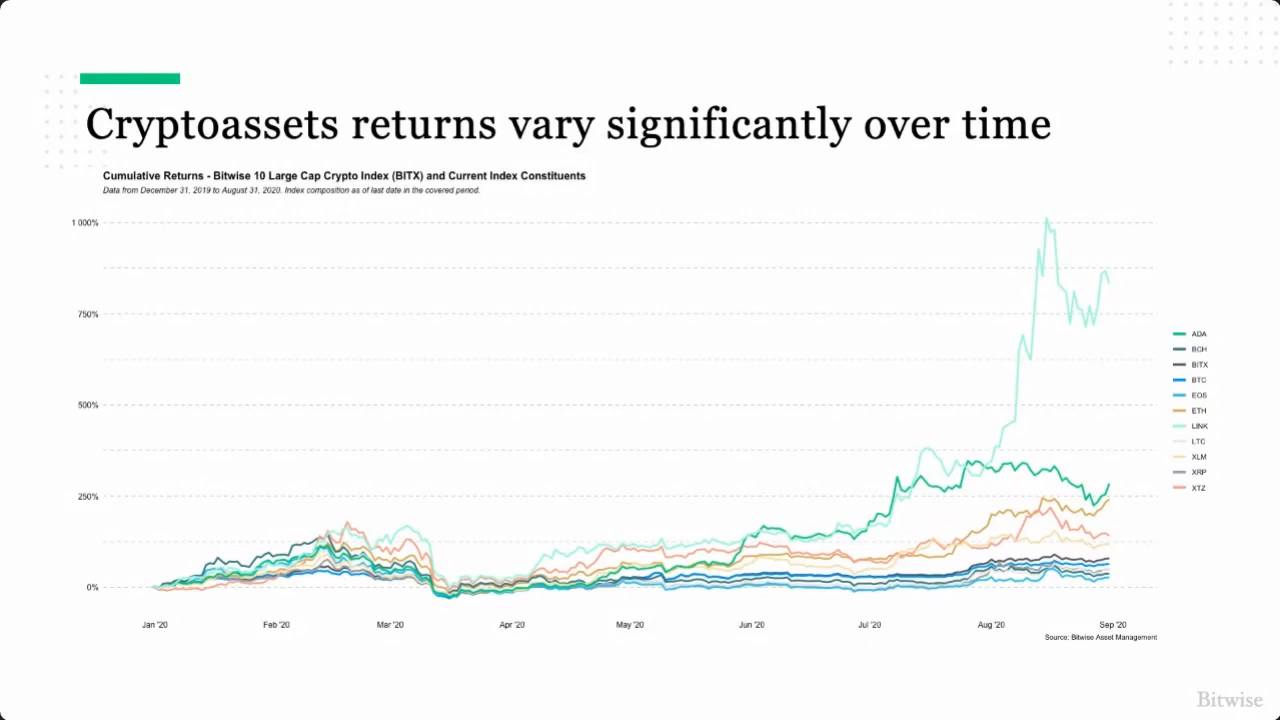 Cryptoassets returns vary significantly over time
Cumulative Returns - Bitwise 10 Large Cap Crypto Index (BITX) and Current Index Constituents
Data from December 31, 2019 to August 31, 2020. Index composition as of last date in the covered period.
1 000%
750%
500%
250%
0%
ADA
BCH
BITX
BTC
EOS
ETH
LINK
LTC
XLM
XRP
XTZ
Jan '20 Feb '20 Mar '20 Apr '20 May '20 Jun '20 Jul '20 Aug '20 Sep '20
Source: Bitwise Asset Management
Bitwise